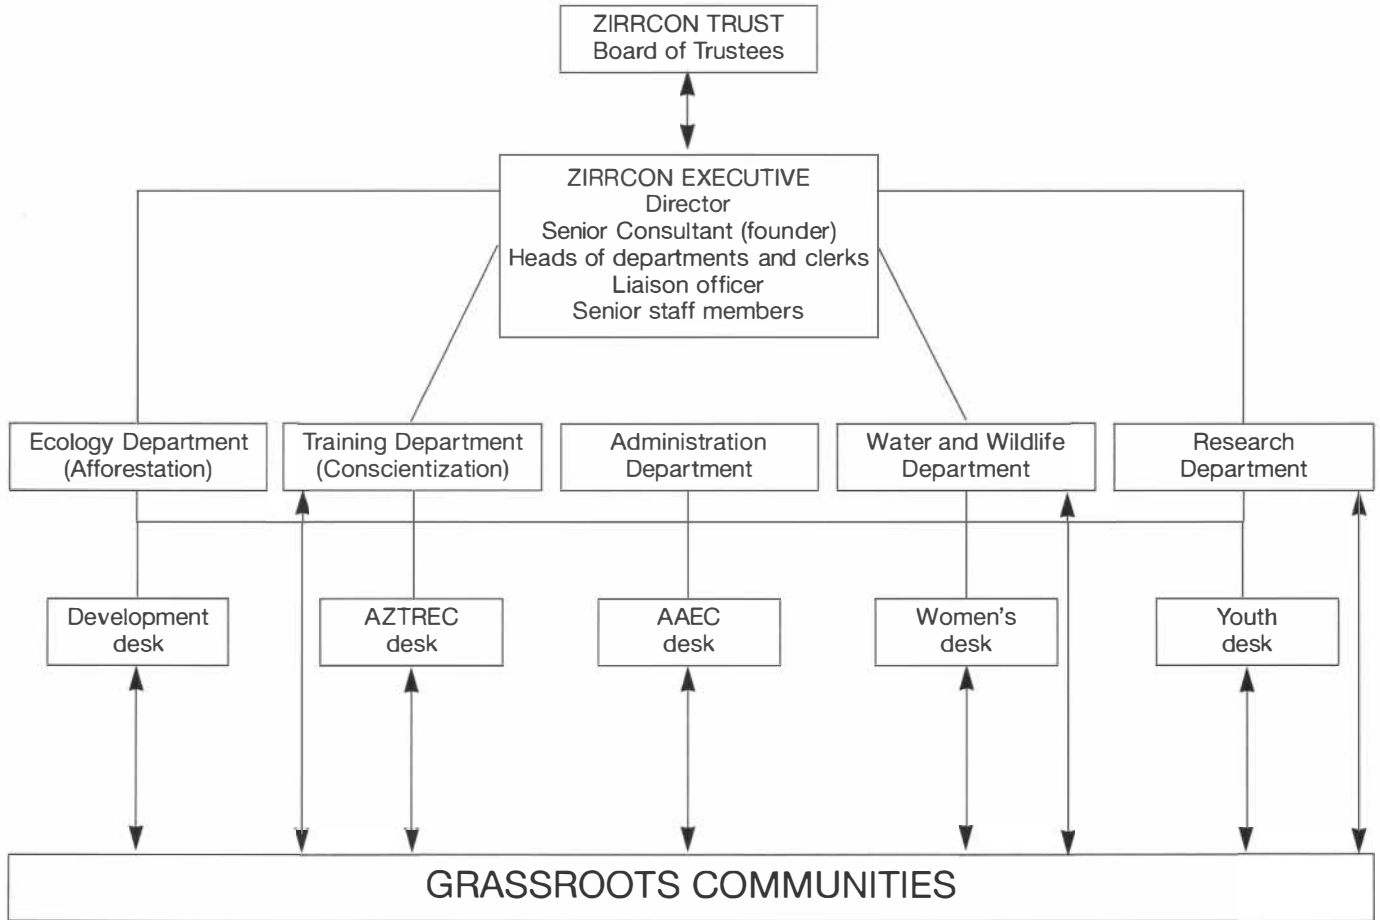 ZIRRCON TRUST
Board of Trustees
ZIRRCON EXECUTIVE
Director
Senior Consultant (founder)
Heads of departments and clerks
Liaison officer
Senior staff members
Ecology Department
(Afforestation)
Training Department
(Conscientization)
Administration
Department
Water and Wildlife
Department
Research
Department
Development
desk
AZTREC
desk
AAEC
desk
Women's
desk
Youth
desk
GRASSROOTS COMMUNITIES